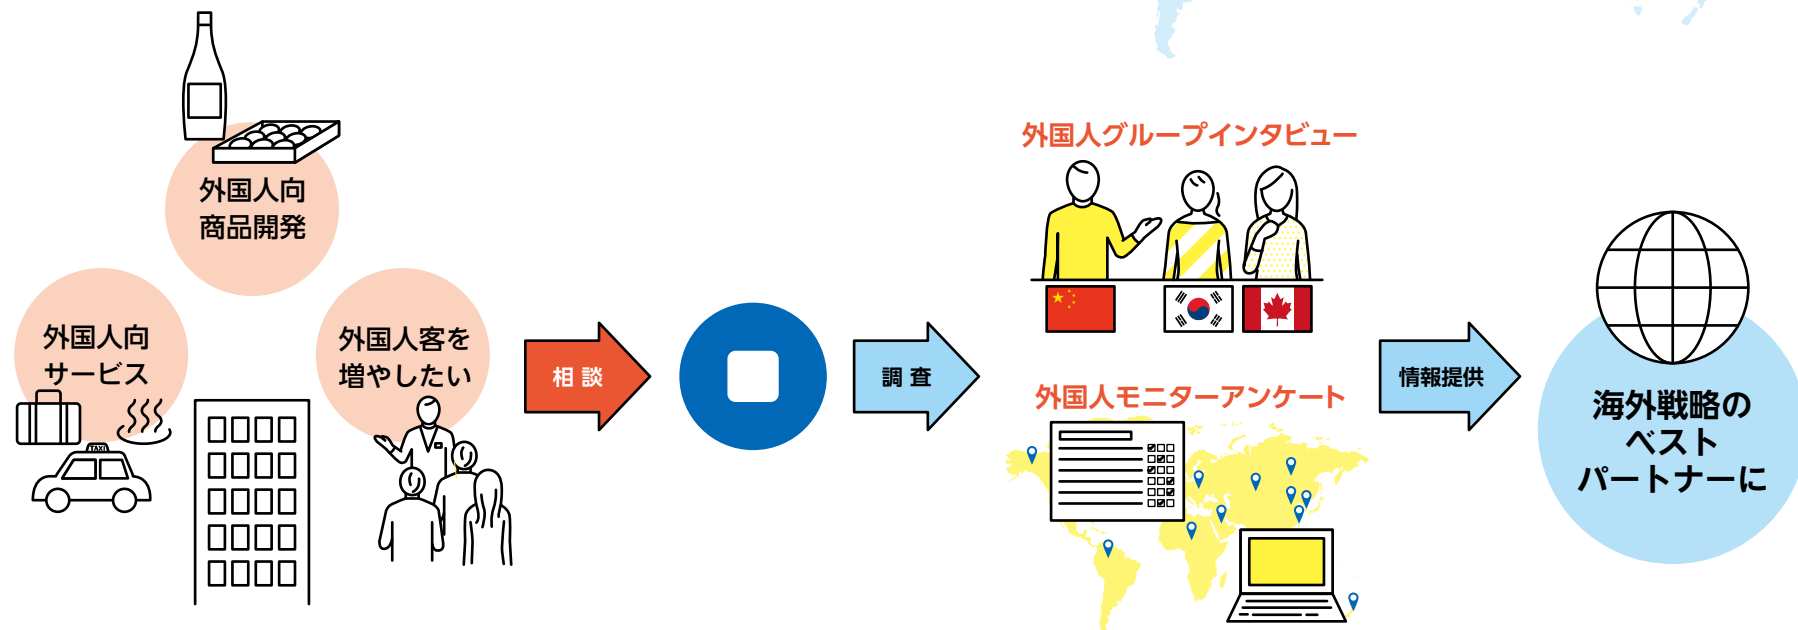 外国人向
商品開発
外国人向
サービス
TAXI
外国人客を
増やしたい
相談
調査
外国人グループインタビュー
外国人モニターアンケート
情報提供
海外戦略の
ベスト
パートナーに